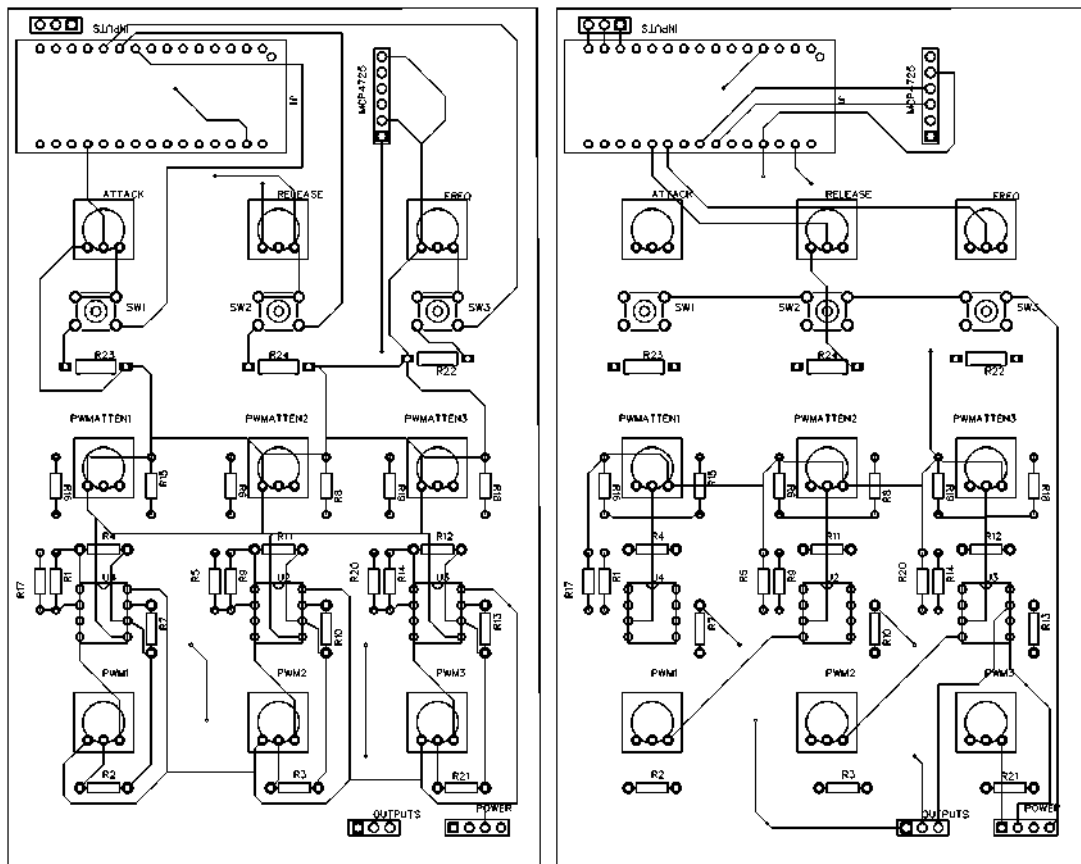 INPUTS
MCP4725
ATTACK
RELEASE
FREQ
SW1
SW2
SW3
R23
R24
R22
PWMATTEN1
PWMATTEN2
PWMATTEN3
R16
R15
R6
R8
R19
R18
R4
R11
R12
R17
R1
U4
R5
R9
U2
R20
R14
U3
R7
R10
R13
PWM1
PWM2
PWM3
R2
R3
R21
OUTPUTS
POWER
INPUTS
MCP4725
ATTACK
RELEASE
FREQ
SW1
SW2
SW3
R23
R24
R22
PWMATTEN1
PWMATTEN2
PWMATTEN3
R16
R15
R6
R8
R19
R18
R4
R11
R12
R17
R1
U4
R5
R9
U2
R20
R14
U3
R7
R10
R13
PWM1
PWM2
PWM3
R2
R3
R21
OUTPUTS
POWER